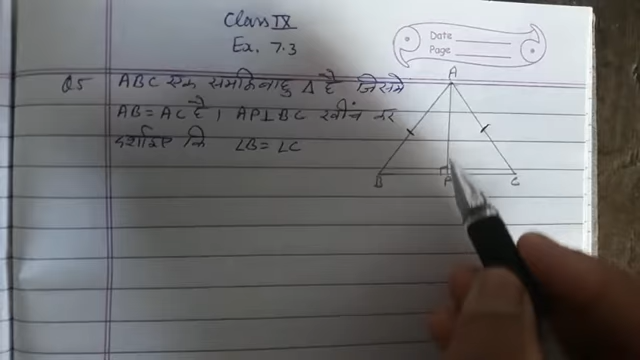 Class IX
Ex. 7.3
Date
Page
Q5 ABC एक समद्विबाहु Δ है जिसमे
AB = AC है। AP⊥BC खींच कर
दर्शाइए कि ∠B = ∠C
A
B
P
C